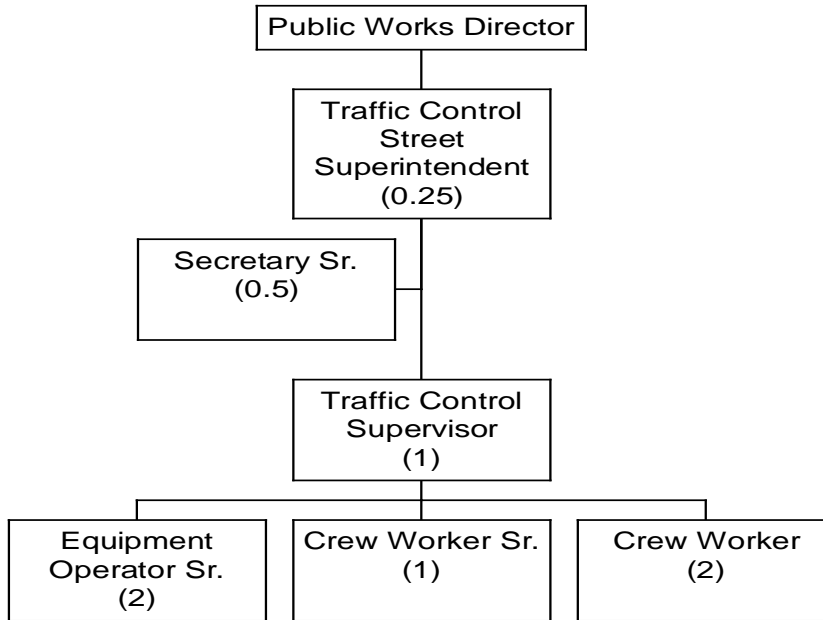 Public Works Director
Traffic Control
Street
Superintendent
(0.25)
Secretary Sr.
(0.5)
Traffic Control
Supervisor
(1)
Equipment
Operator Sr.
(2)
Crew Worker Sr.
(1)
Crew Worker
(2)